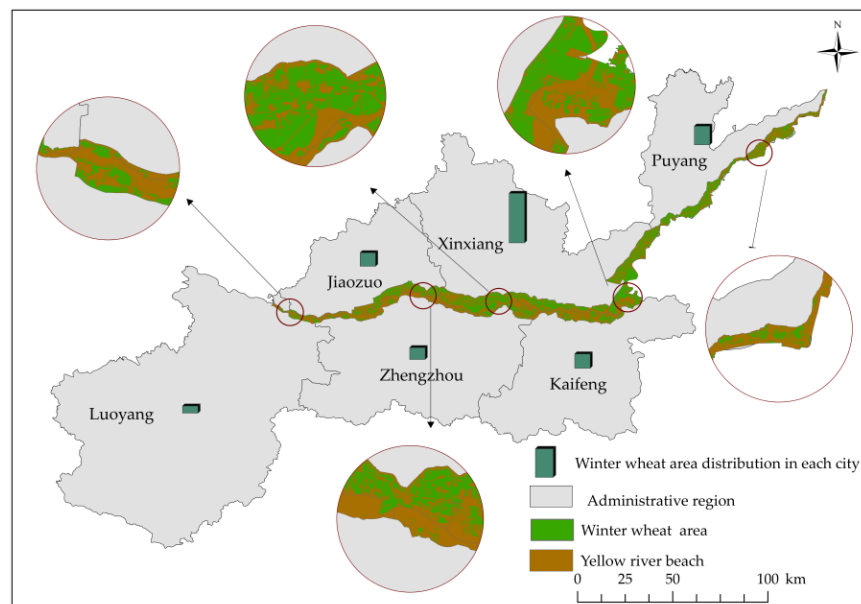 N
Puyang
Xinxiang
Jiaozuo
Zhengzhou
Kaifeng
Luoyang
Winter wheat area distribution in each city
Administrative region
Winter wheat area
Yellow river beach
0 25 50 100 km